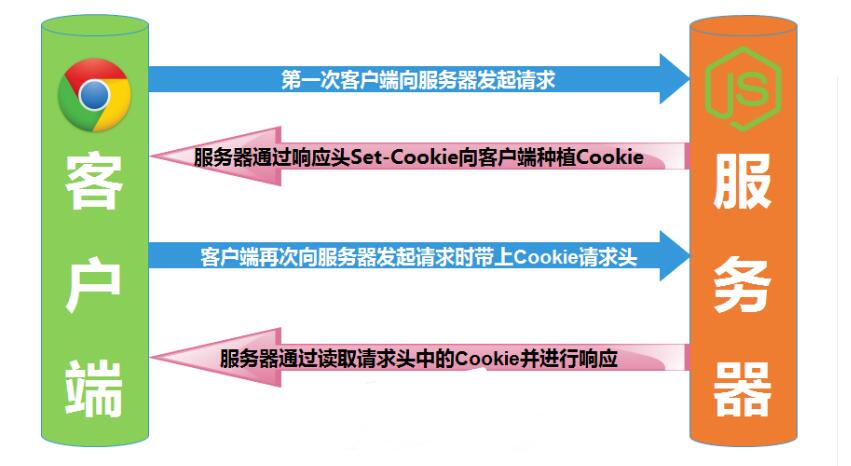 客户端
JS
服务器
第一次客户端向服务器发起请求
服务器通过响应头Set-Cookie向客户端种植Cookie
客户端再次向服务器发起请求时带上Cookie请求头
服务器通过读取请求头中的Cookie并进行响应